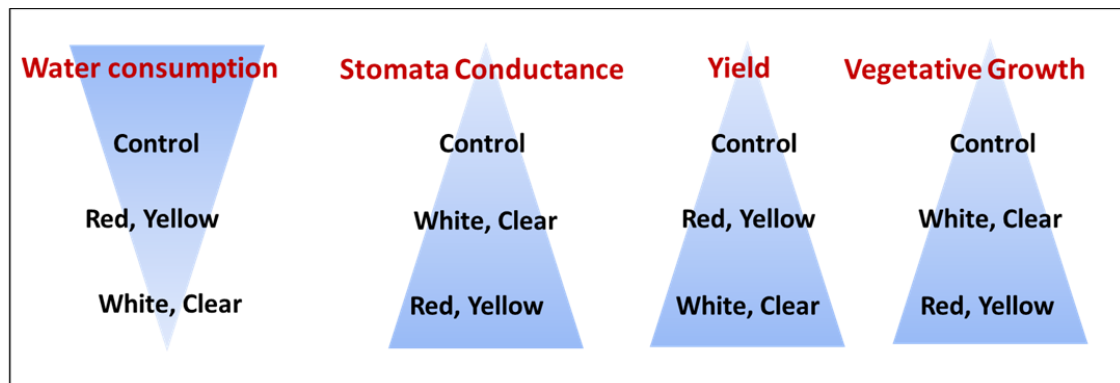 Water consumption
Control
Red, Yellow
White, Clear
Stomata Conductance
Control
White, Clear
Red, Yellow
Yield
Control
Red, Yellow
White, Clear
Vegetative Growth
Control
White, Clear
Red, Yellow